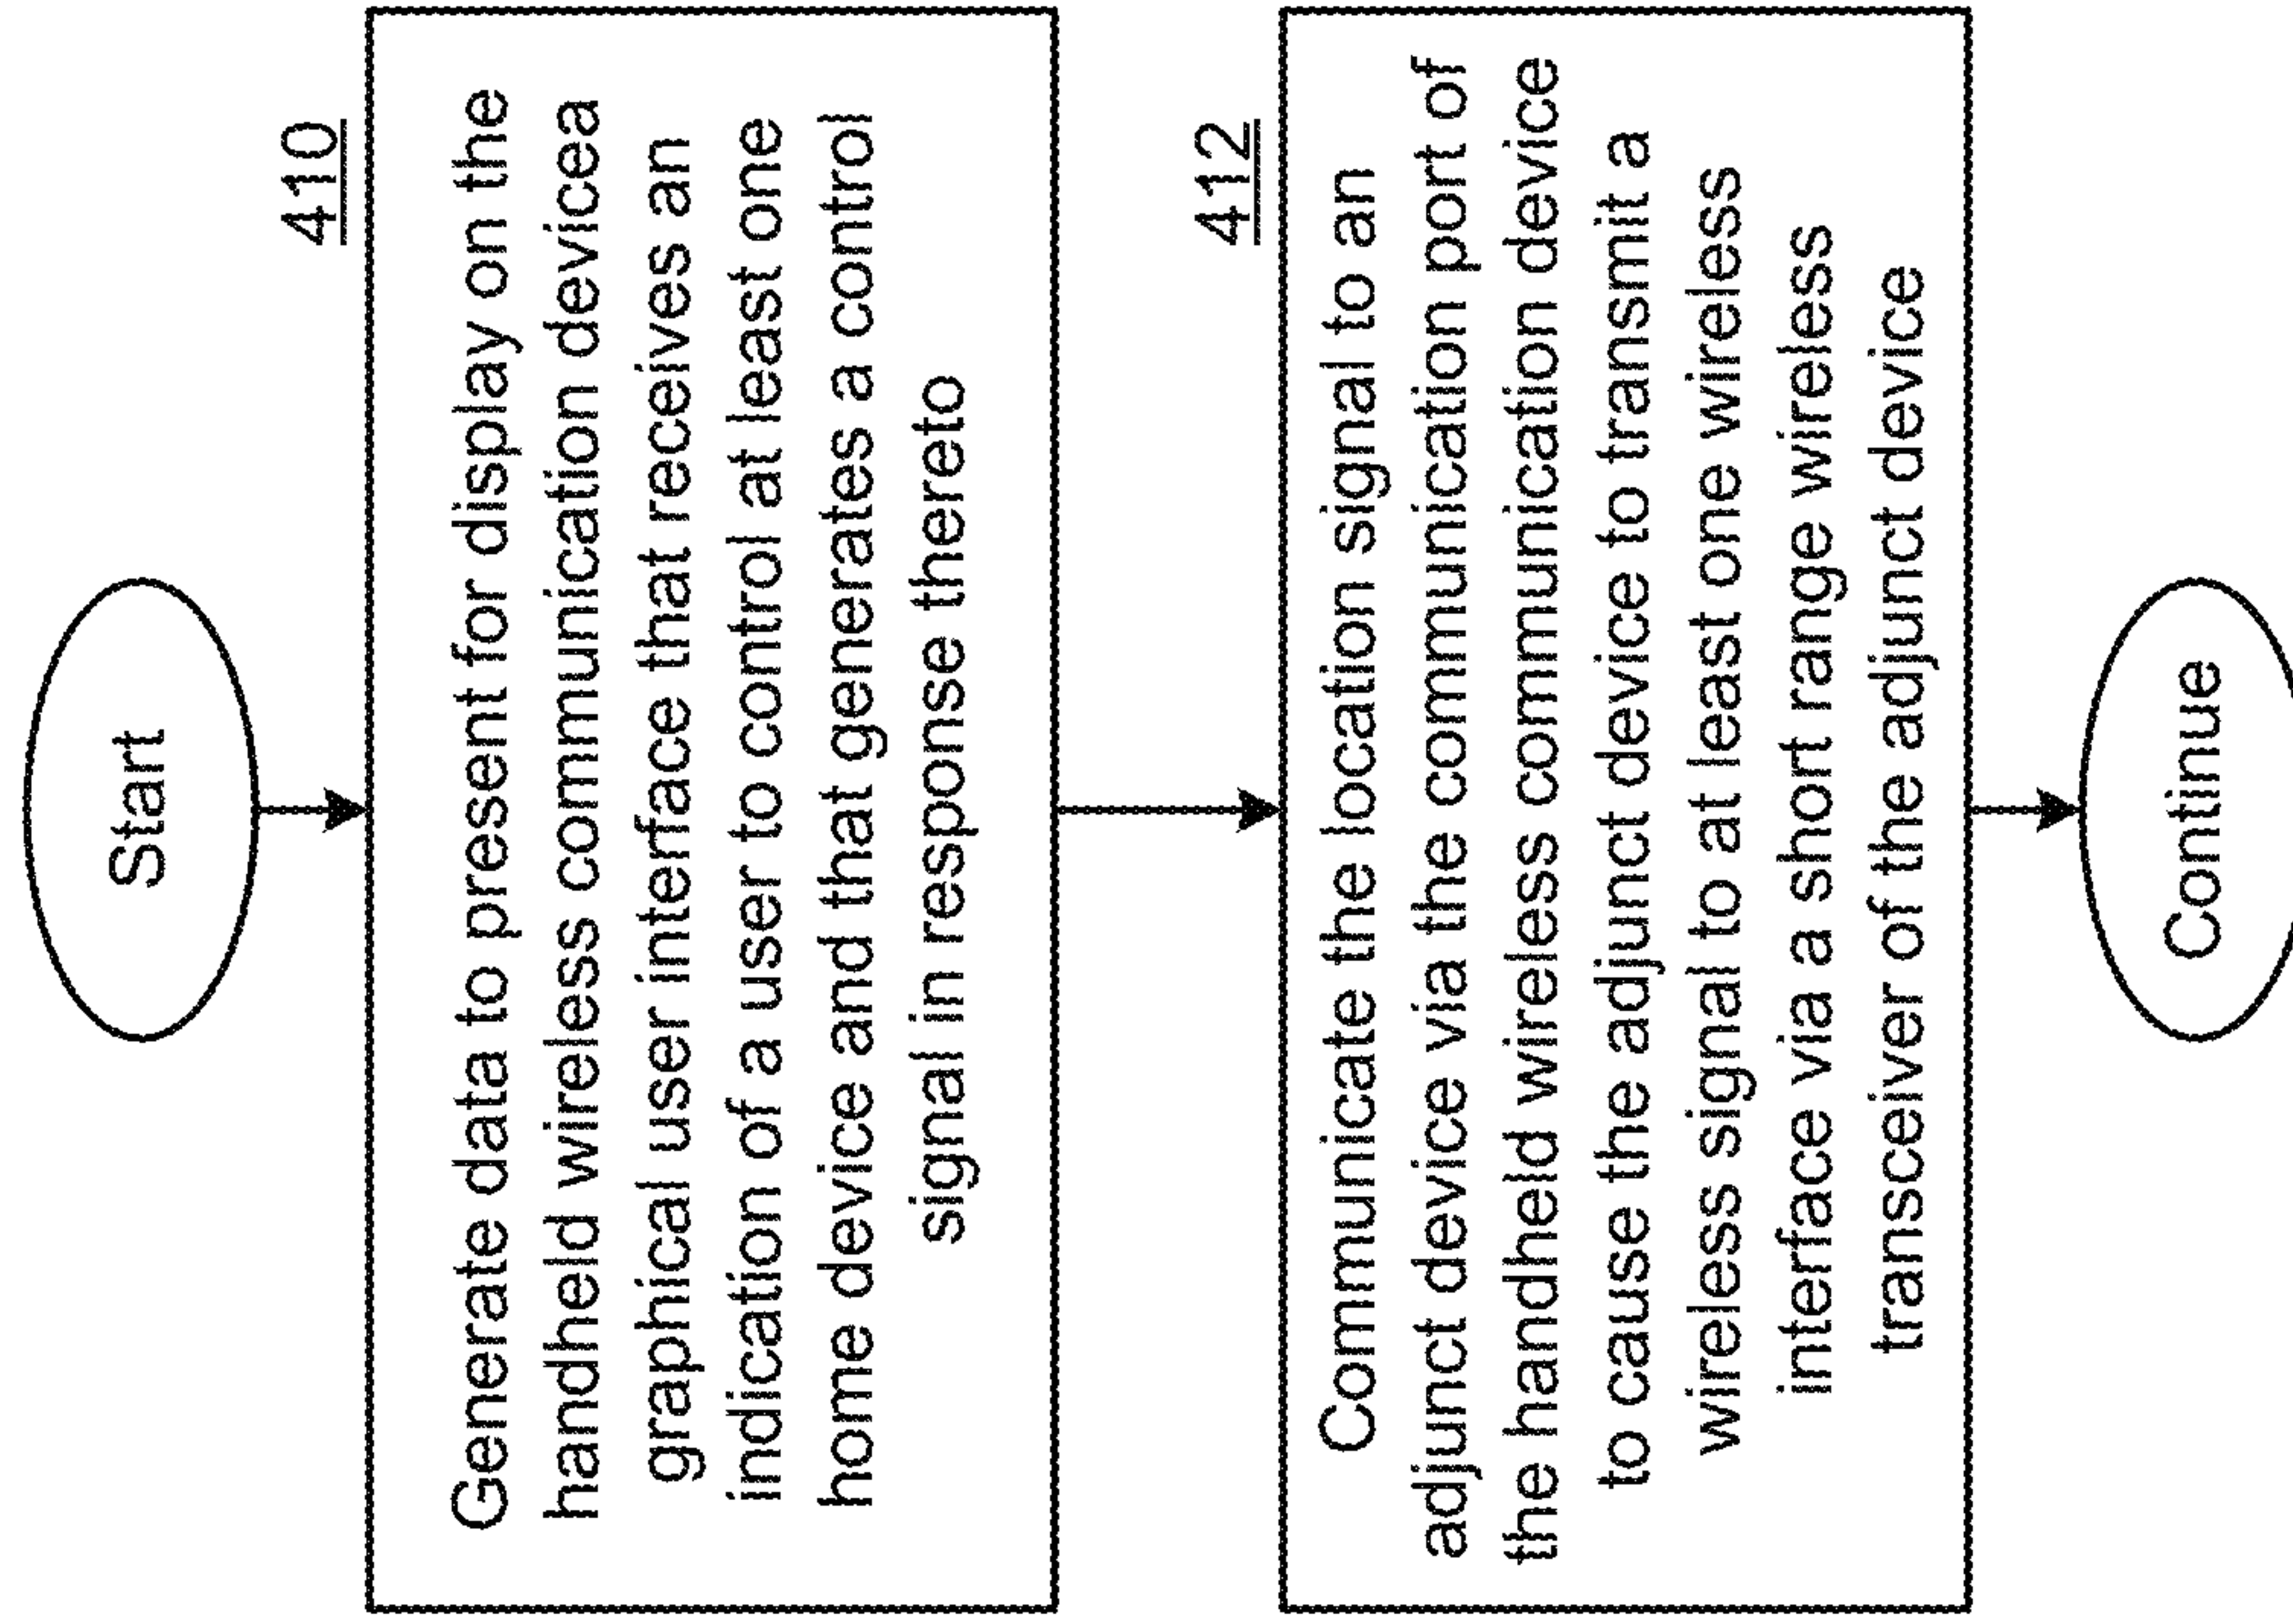 Start
410
Generate data to present for display on the
handheld wireless communication devicea
graphical user interface that receives an
indication of a user to control at least one
home device and that generates a control
signal in response thereto
412
Communicate the location signal to an
adjunct device via the communication port of
the handheld wireless communication device
to cause the adjunct device to transmit a
wireless signal to at least one wireless
interface via a short range wireless
transceiver of the adjunct device
Continue